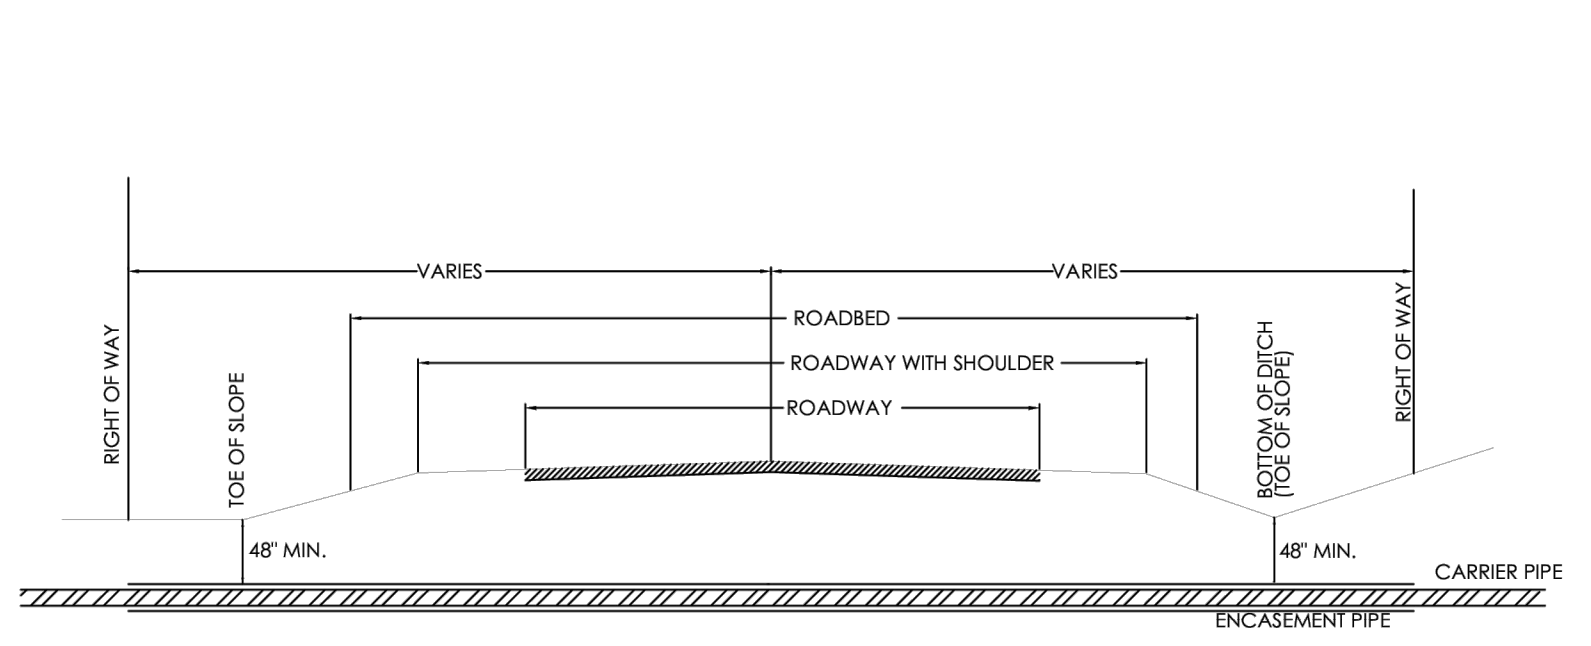 VARIES
VARIES
ROADBED
ROADWAY WITH SHOULDER
ROADWAY
RIGHT OF WAY
TOE OF SLOPE
BOTTOM OF DITCH
(TOE OF SLOPE)
RIGHT OF WAY
48" MIN.
48" MIN.
CARRIER PIPE
ENCASEMENT PIPE